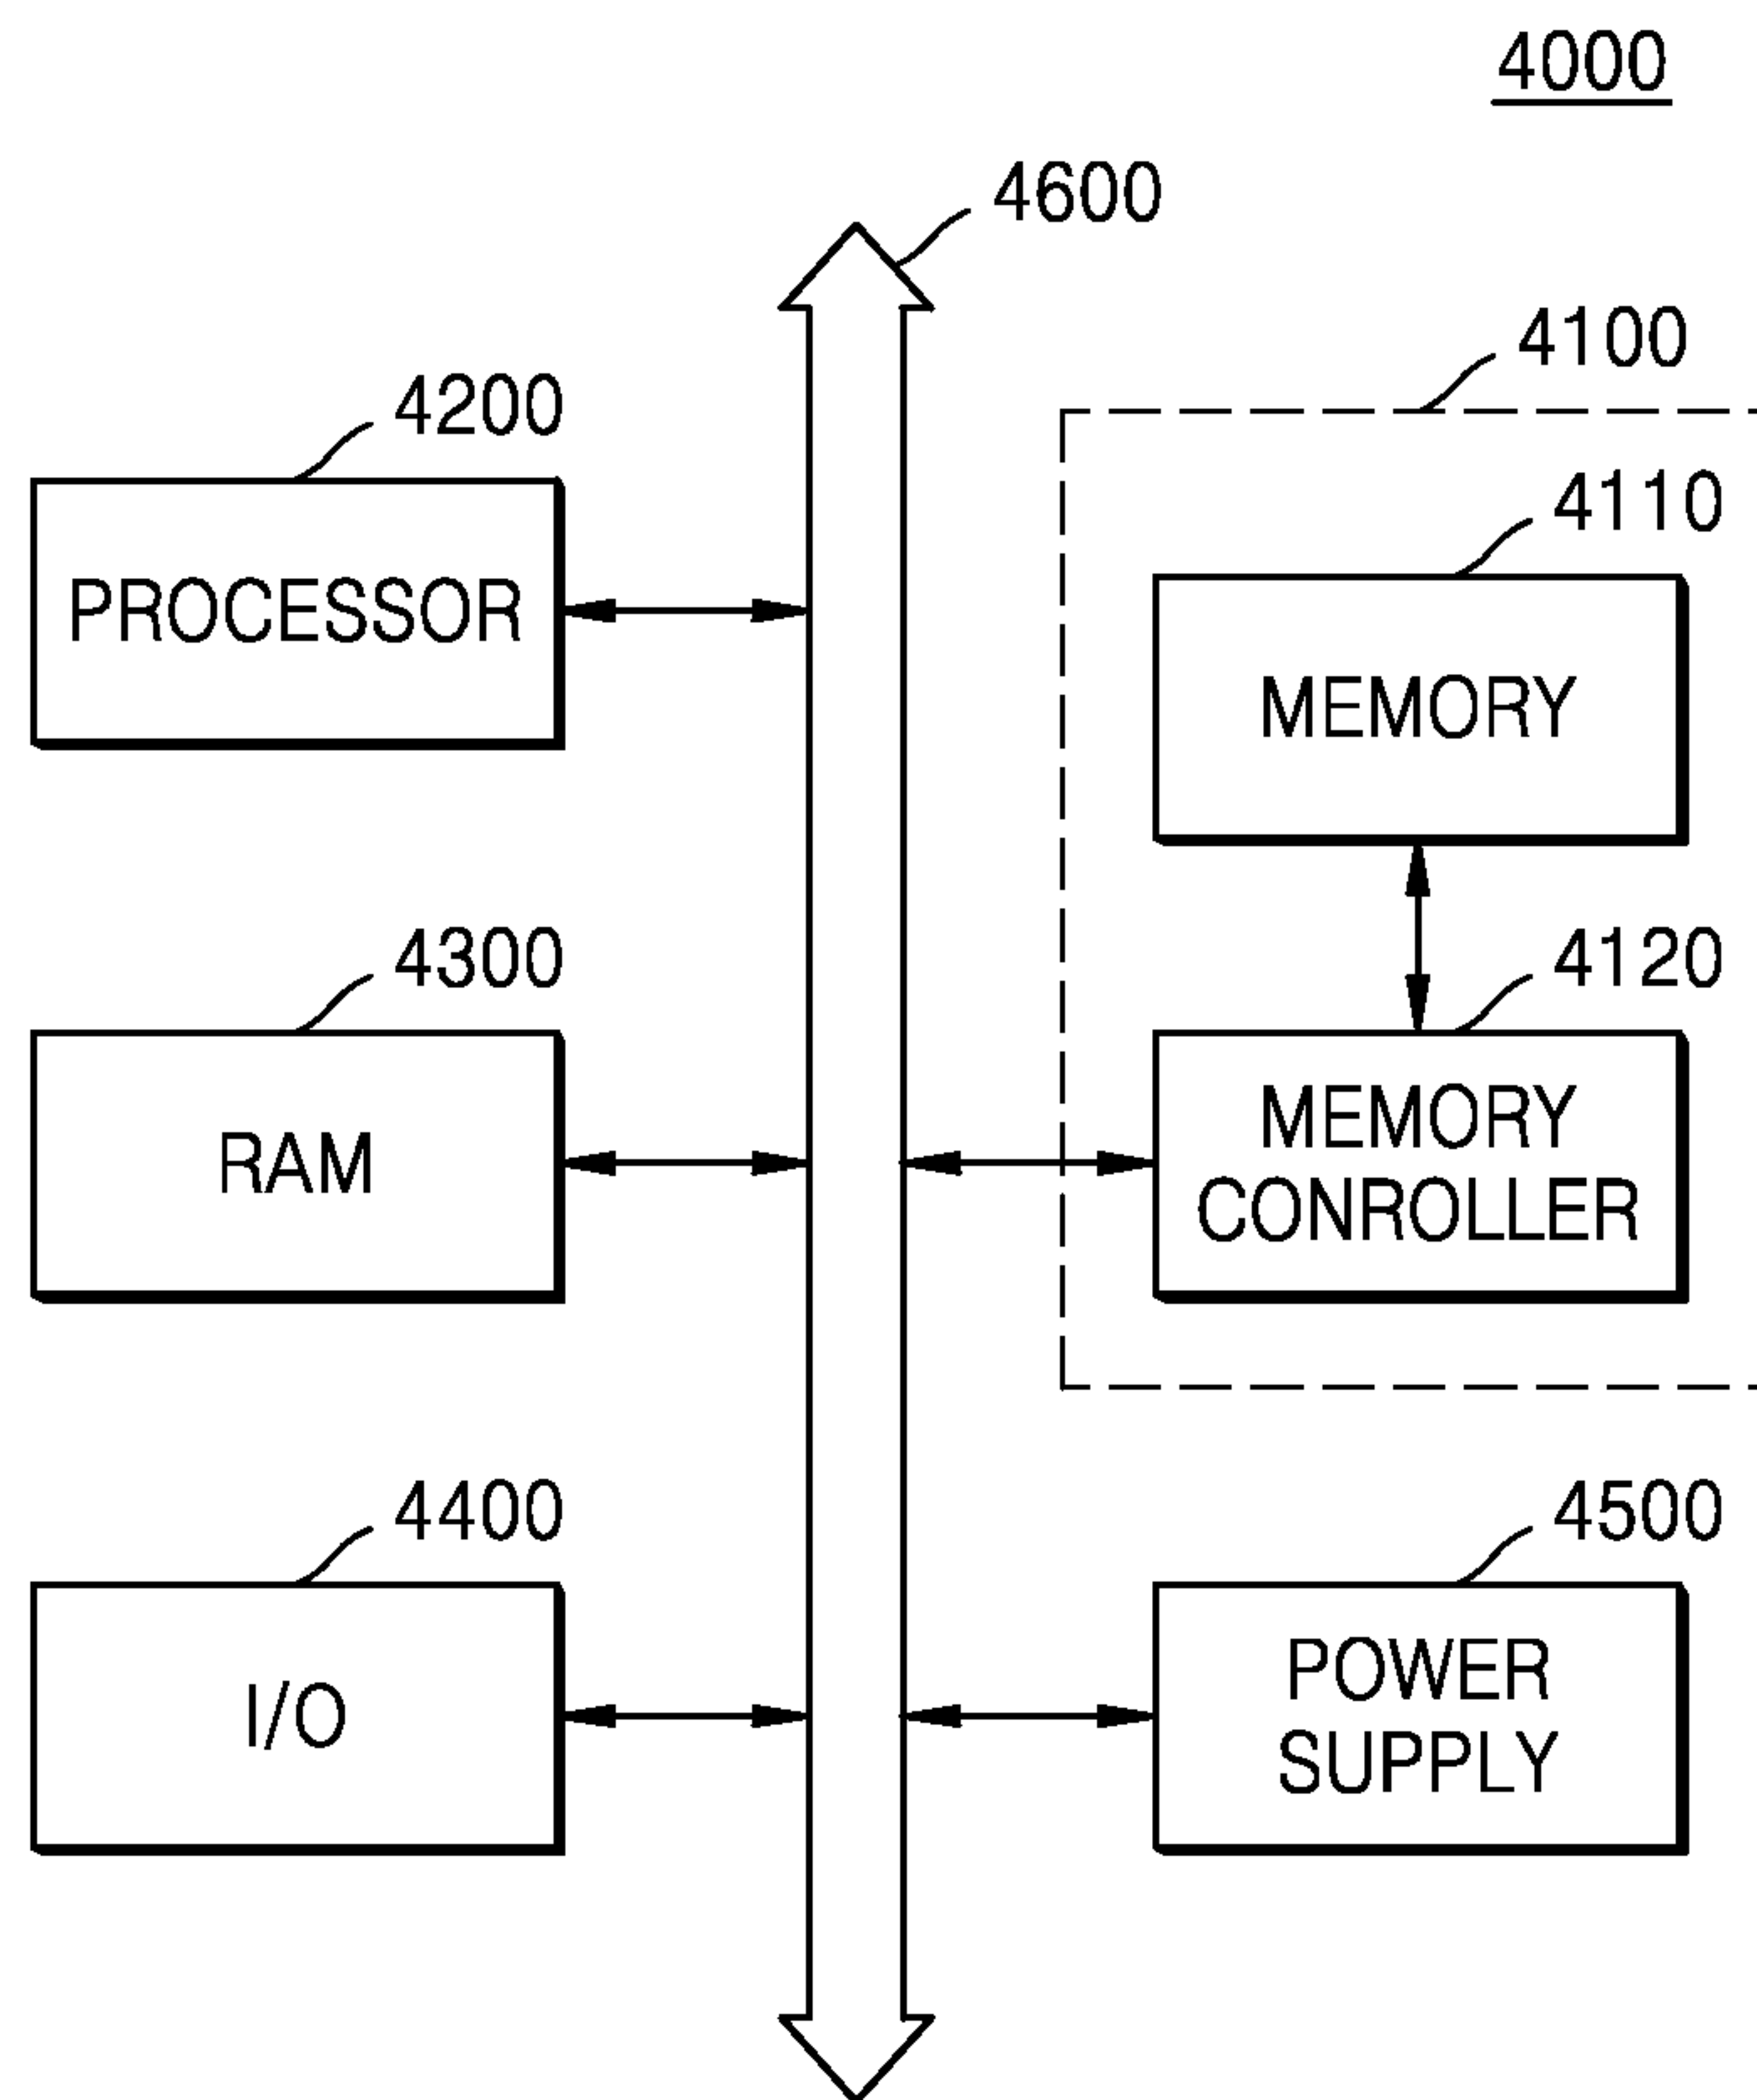 4000
4600
4100
4200
4110
PROCESSOR
MEMORY
4300
4120
RAM
MEMORY
CONROLLER
4400
4500
I/O
POWER
SUPPLY